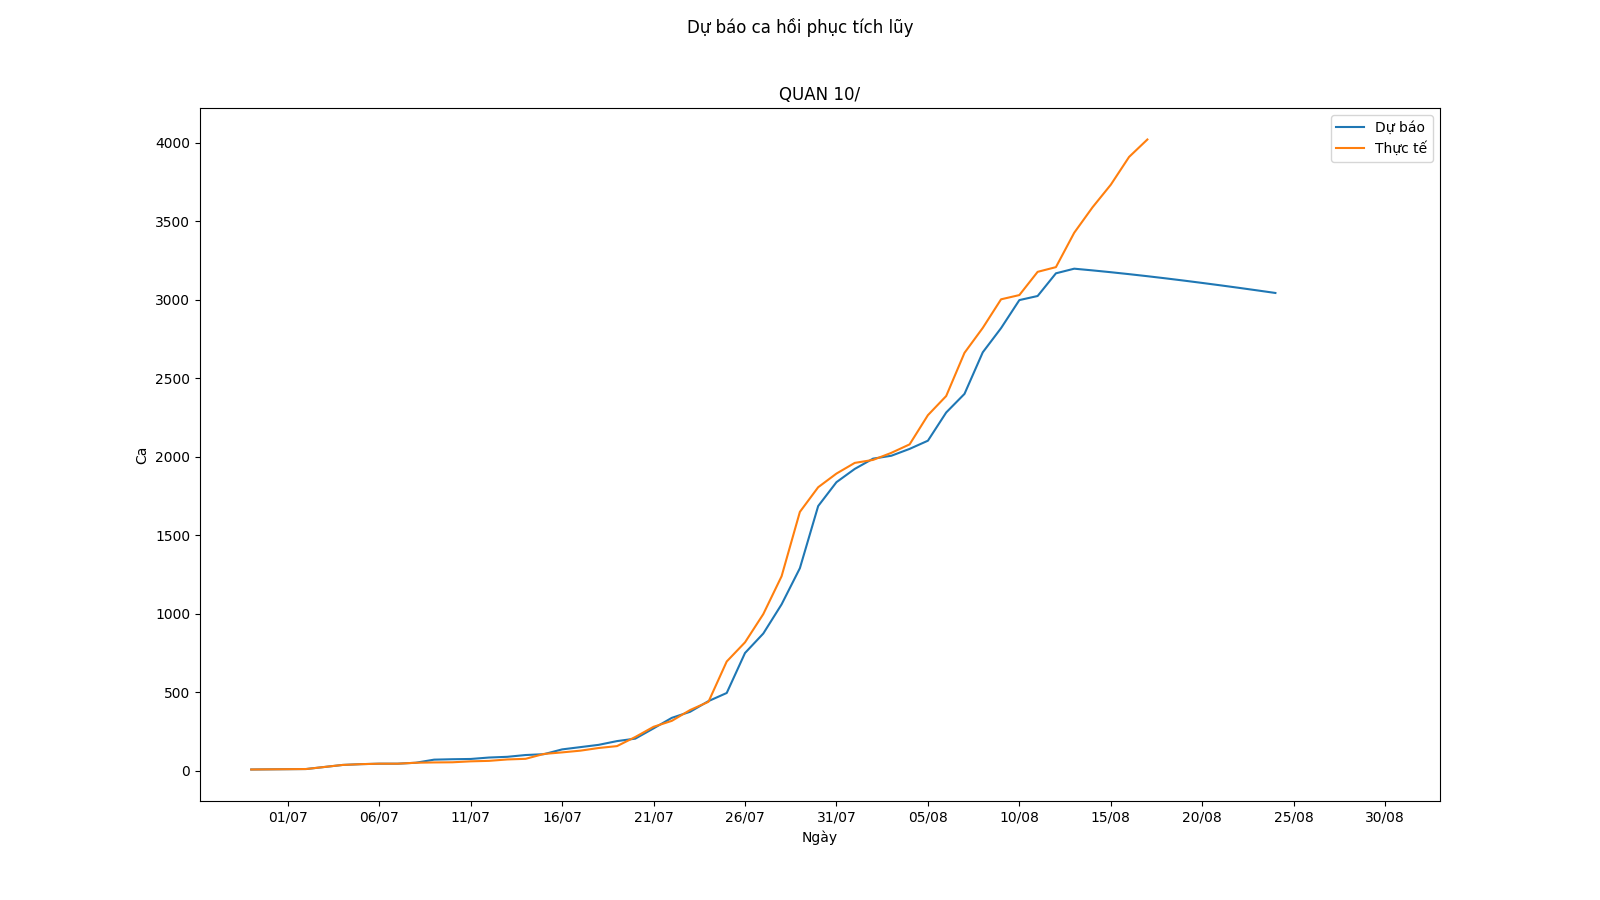 Dự báo ca hồi phục tích lũy
QUAN 10/
Dự báo
Thực tế
4000
3500
3000
2500
2000
1500
1000
500
0
Ca
01/07 06/07 11/07 16/07 21/07 26/07 31/07 05/08 10/08 15/08 20/08 25/08 30/08
Ngày